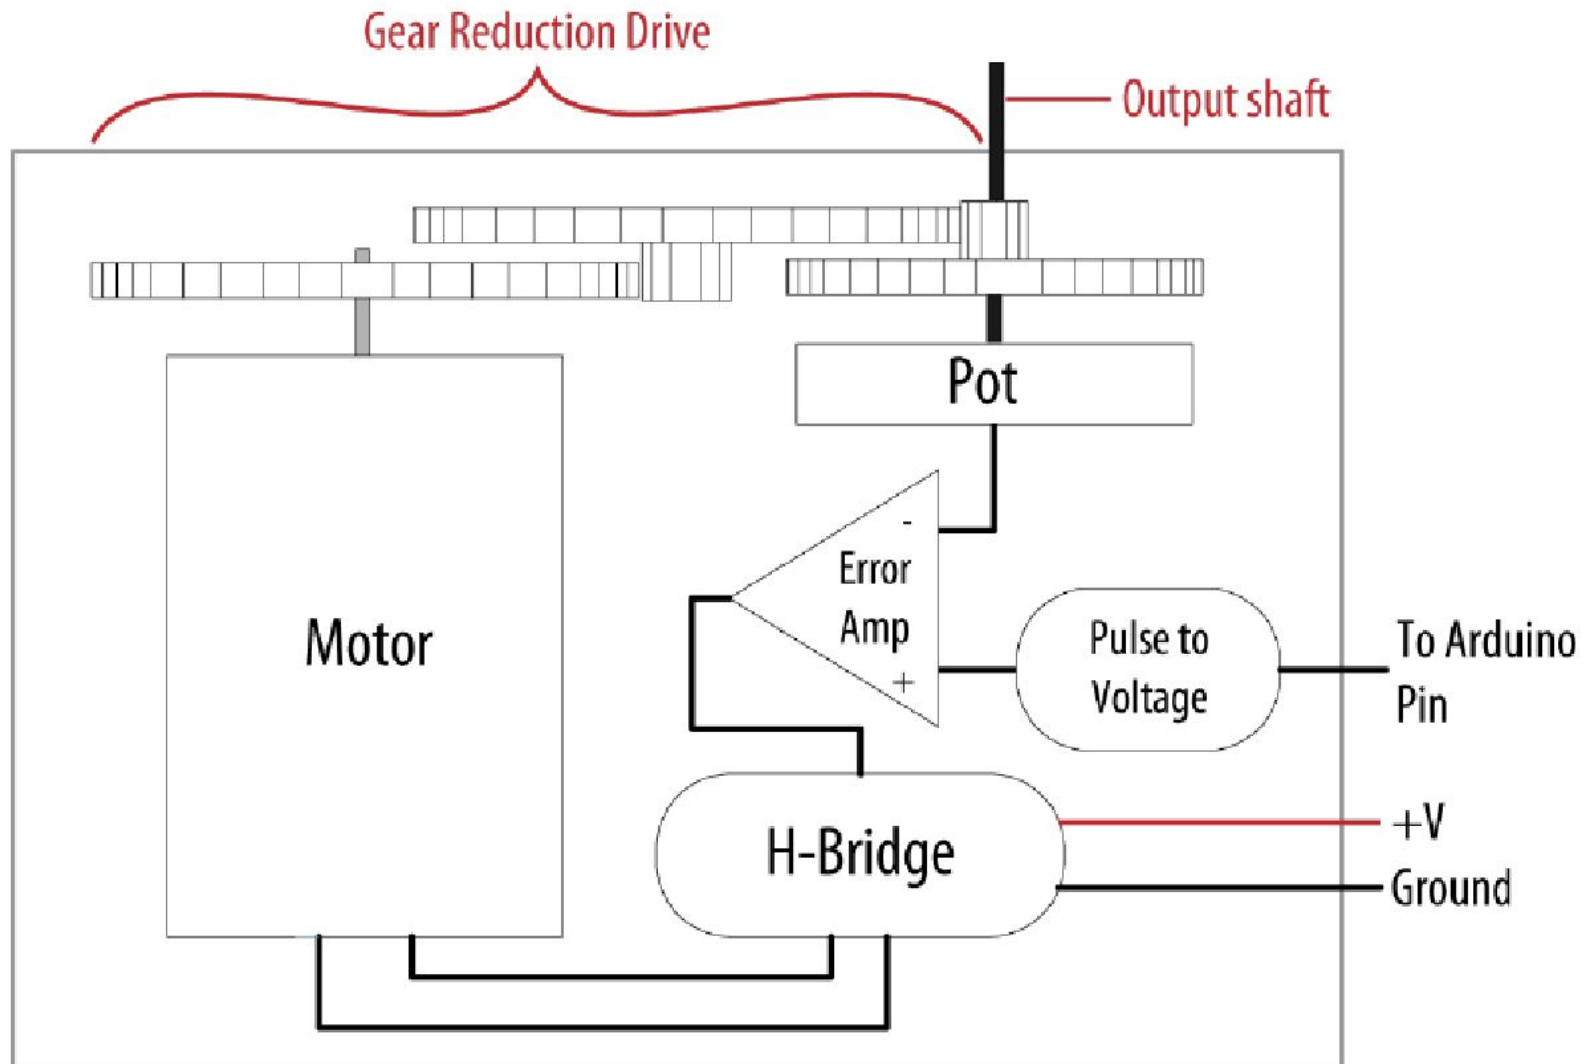 Gear Reduction Drive
Output shaft
Pot
-
Error
Amp
+
Motor
Pulse to
Voltage
To Arduino
Pin
H-Bridge
+V
Ground